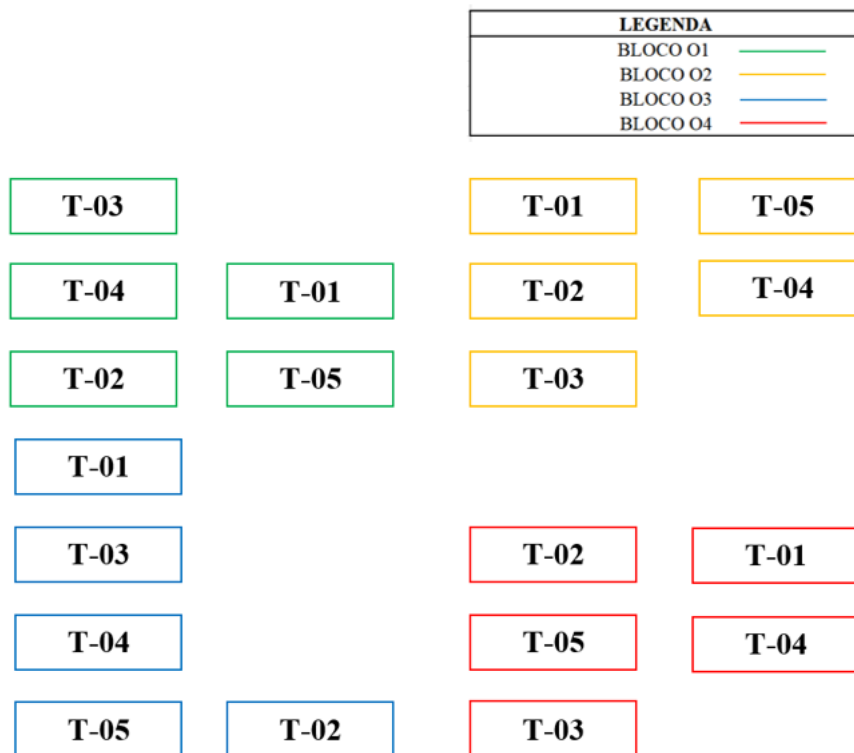 LEGENDA
BLOCO O1
BLOCO O2
BLOCO O3
BLOCO O4
T-03
T-01 T-05
T-04 T-01 T-02 T-04
T-02 T-05 T-03
T-01
T-03 T-02 T-01
T-04 T-05 T-04
T-05 T-02 T-03